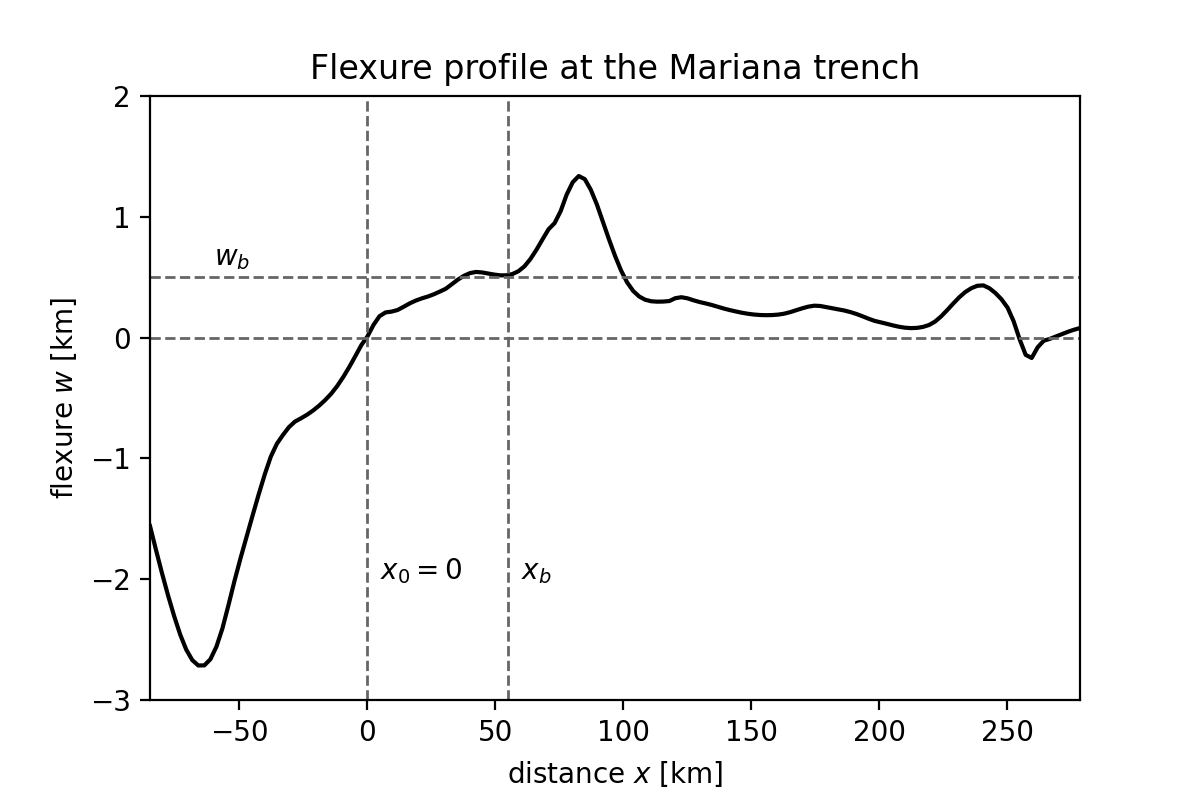 Flexure profile at the Mariana trench
2
1
0
−1
−2
−3
flexure w [km]
w_b
x_0 = 0
x_b
−50 0 50 100 150 200 250
distance x [km]